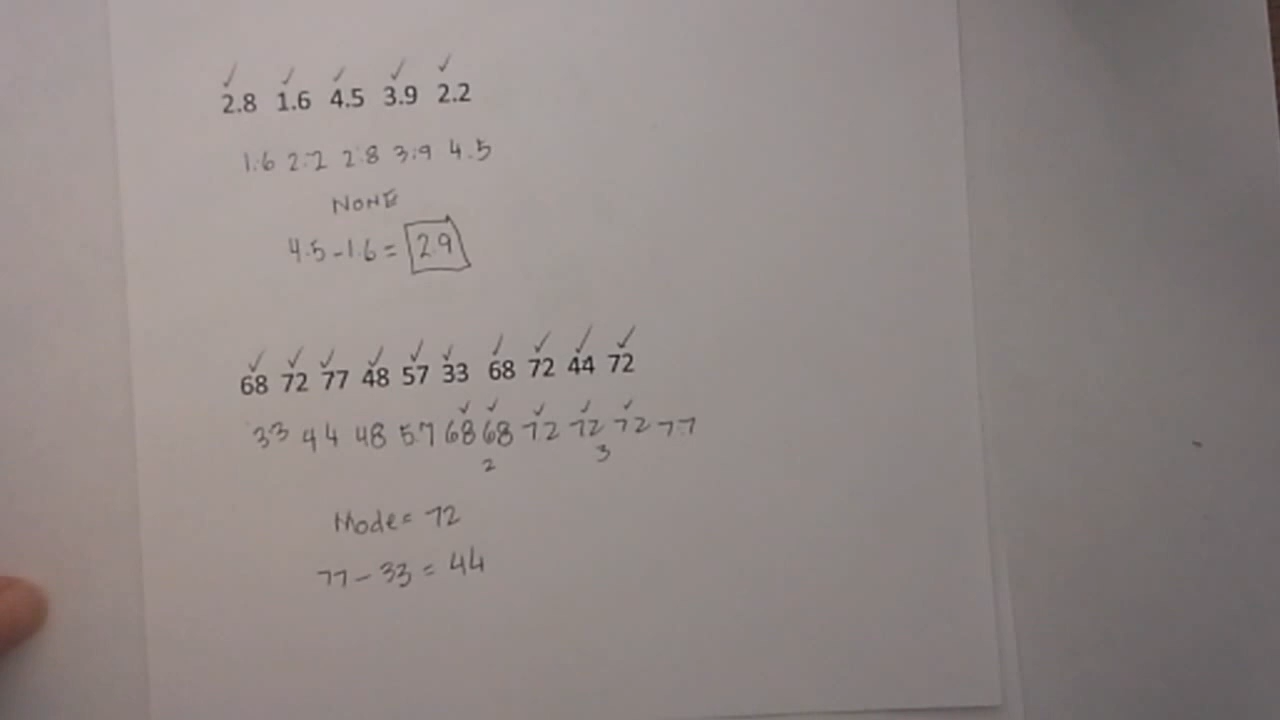 2.8 1.6 4.5 3.9 2.2
1.6 2.2 2.8 3.9 4.5
NONE
4.5-1.6= 2.9
68 72 77 48 57 33 68 72 44 72
33 44 48 57 68 68 72 72 72 77
2 3
Mode= 72
77-33=44